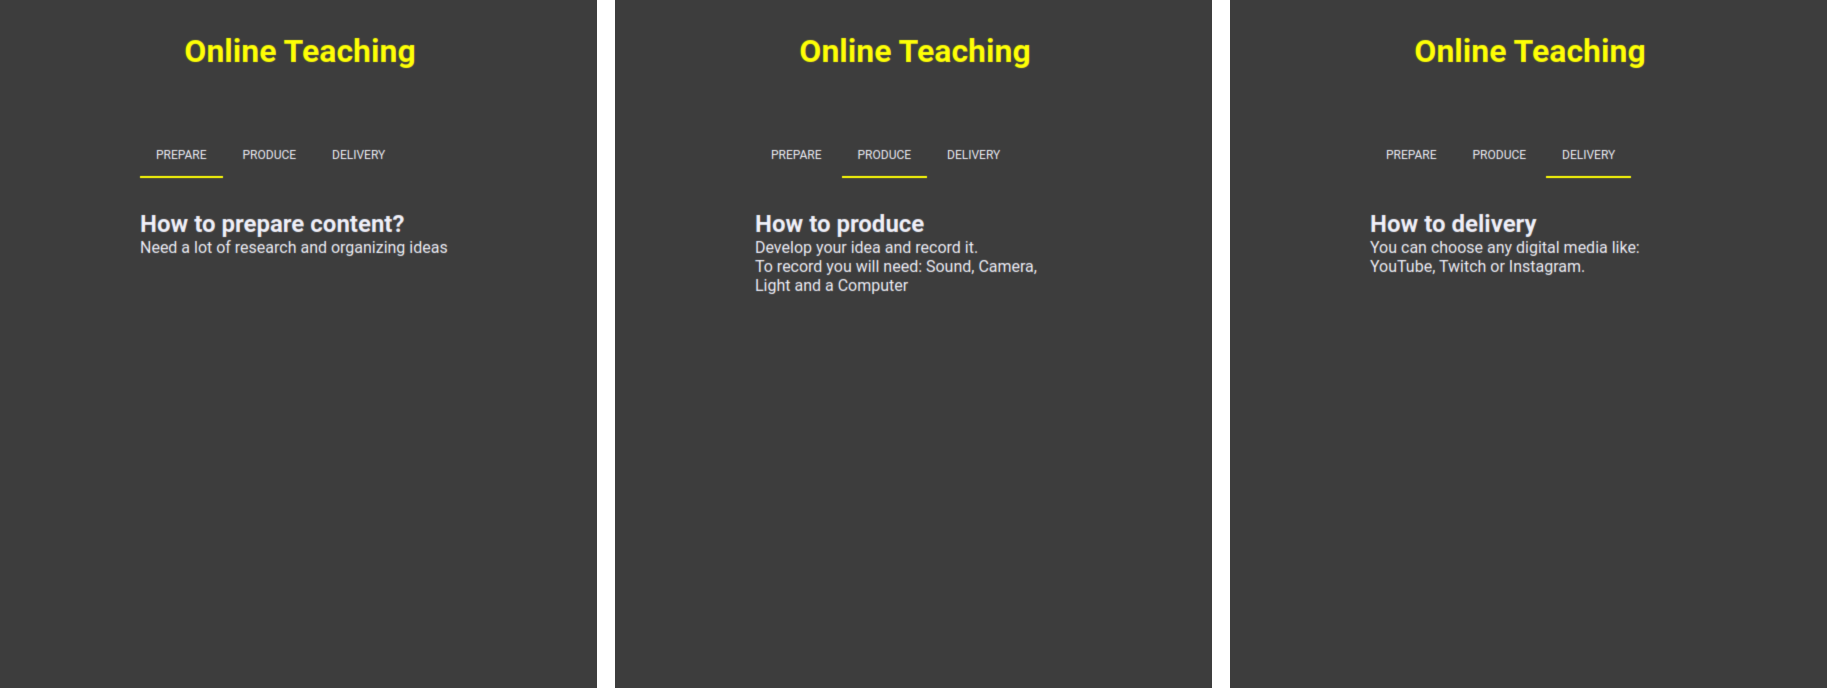 Online Teaching
PREPARE PRODUCE DELIVERY
How to prepare content?
Need a lot of research and organizing ideas
Online Teaching
PREPARE PRODUCE DELIVERY
How to produce
Develop your idea and record it.
To record you will need: Sound, Camera,
Light and a Computer
Online Teaching
PREPARE PRODUCE DELIVERY
How to delivery
You can choose any digital media like:
YouTube, Twitch or Instagram.